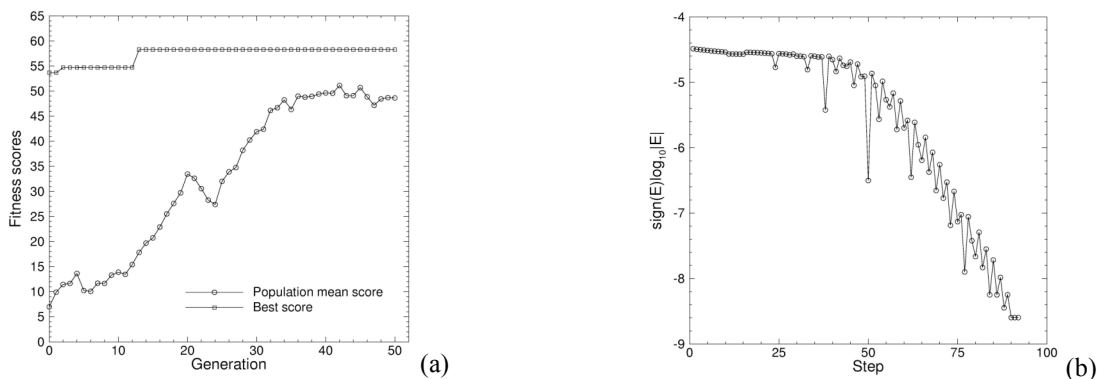 65
60
55
50
45
40
35
30
25
20
15
10
5
0
Fitness scores
0 10 20 30 40 50
Generation
Population mean score
Best score
(a)
-4
-5
-6
-7
-8
-9
sign(E)log10|E|
0 25 50 75 100
Step
(b)